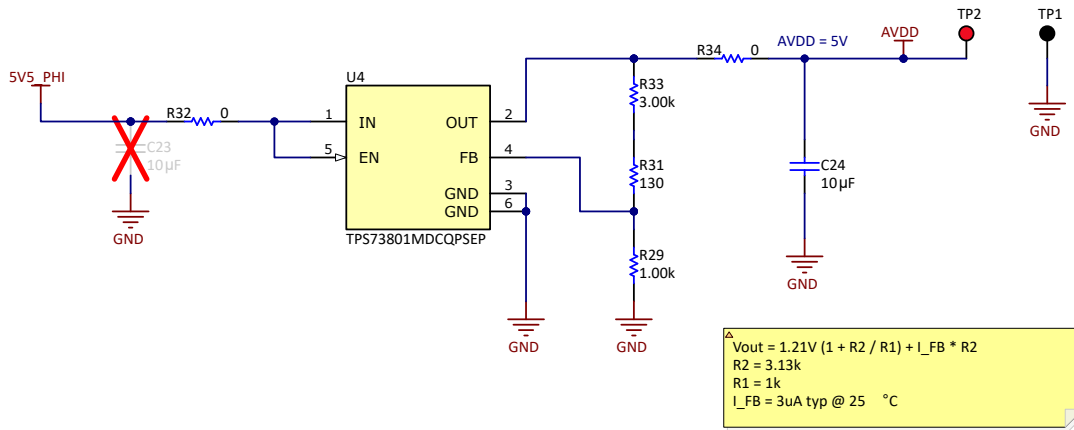 TP2
TP1
AVDD
AVDD = 5V
R34 0
5V5_PHI
U4
R33
3.00k
R32 0
1 IN OUT 2
C23
10µF
5 EN FB 4
R31
130
C24
10µF
GND 3
GND 6
TPS73801MDCQPSEP
R29
1.00k
GND
GND
GND
GND
GND
Vout = 1.21V (1 + R2 / R1) + I_FB * R2
R2 = 3.13k
R1 = 1k
I_FB = 3uA typ @ 25 °C